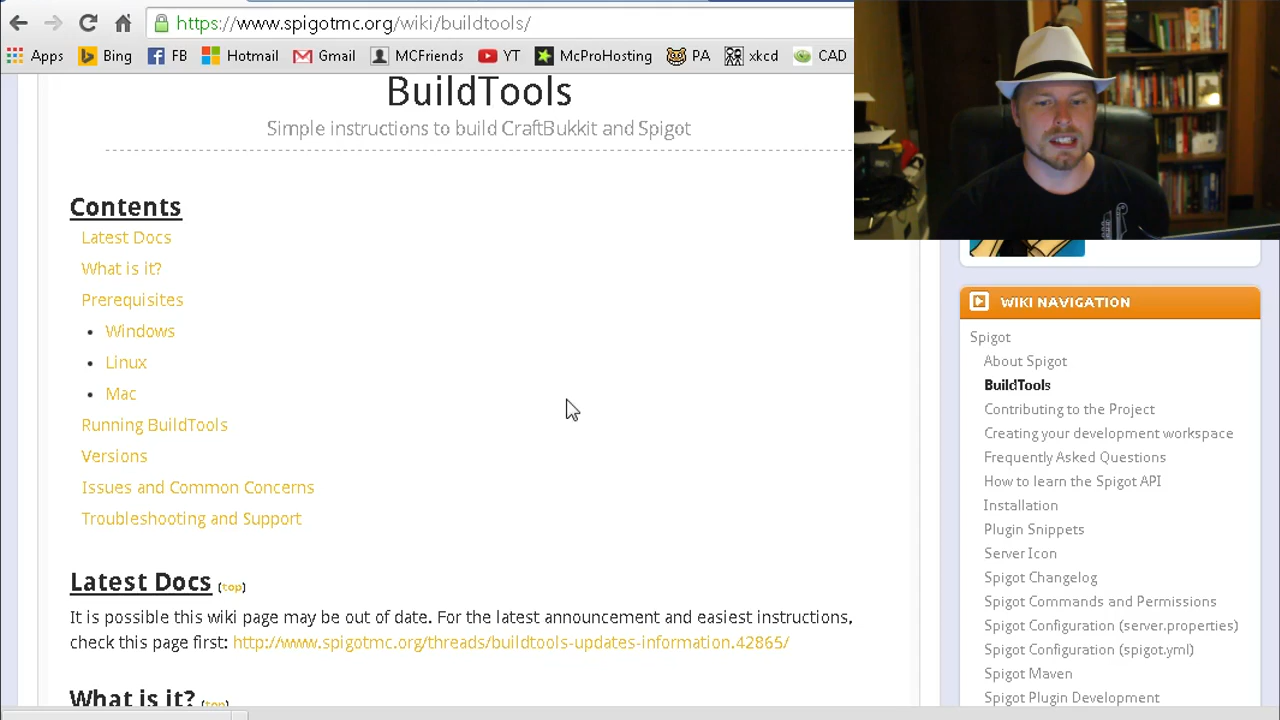 https://www.spigotmc.org/wiki/buildtools/
Apps Bing FB Hotmail Gmail MCFriends YT McProHosting PA xkcd CAD
BuildTools
Simple instructions to build CraftBukkit and Spigot
Contents
Latest Docs
What is it?
Prerequisites
Windows
Linux
Mac
Running BuildTools
Versions
Issues and Common Concerns
Troubleshooting and Support
Latest Docs (top)
It is possible this wiki page may be out of date. For the latest announcement and easiest instructions,
check this page first: http://www.spigotmc.org/threads/buildtools-updates-information.42865/
What is it? (top)
WIKI NAVIGATION
Spigot
About Spigot
BuildTools
Contributing to the Project
Creating your development workspace
Frequently Asked Questions
How to learn the Spigot API
Installation
Plugin Snippets
Server Icon
Spigot Changelog
Spigot Commands and Permissions
Spigot Configuration (server.properties)
Spigot Configuration (spigot.yml)
Spigot Maven
Spigot Plugin Development